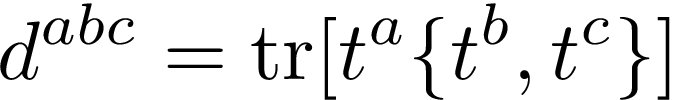 d^{abc} = tr[t^a{t^b, t^c}]